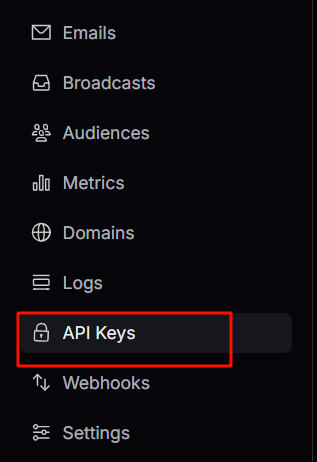 Emails
Broadcasts
Audiences
Metrics
Domains
Logs
API Keys
Webhooks
Settings